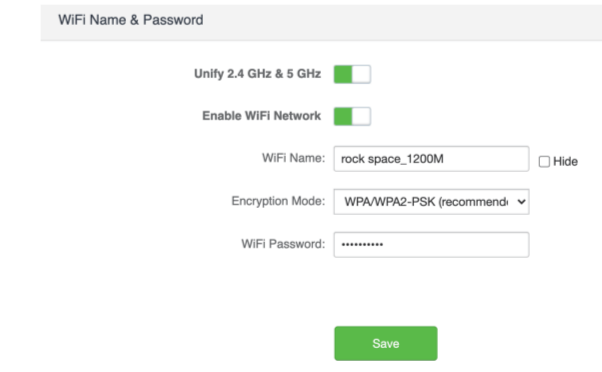 WiFi Name & Password
Unify 2.4 GHz & 5 GHz
Enable WiFi Network
WiFi Name: rock space_1200M Hide
Encryption Mode: WPA/WPA2-PSK (recommende
WiFi Password: ••••••••••
Save